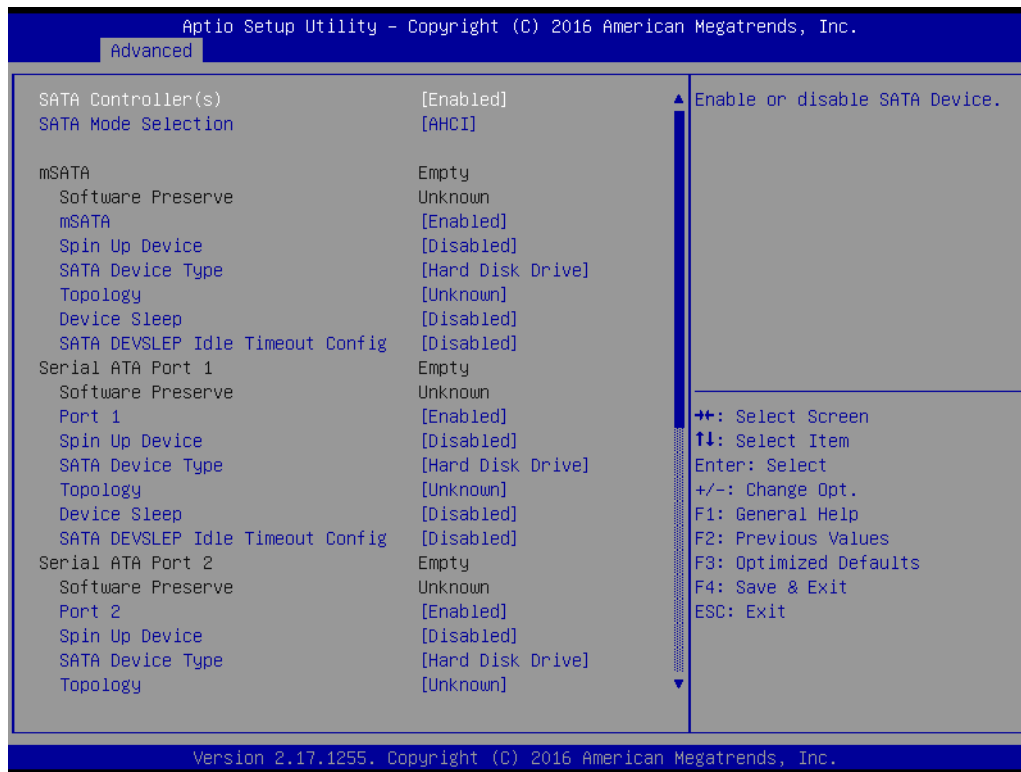 Aptio Setup Utility – Copyright (C) 2016 American Megatrends, Inc.
Advanced
SATA Controller(s) [Enabled]
SATA Mode Selection [AHCI]
mSATA Empty
Software Preserve Unknown
mSATA [Enabled]
Spin Up Device [Disabled]
SATA Device Type [Hard Disk Drive]
Topology [Unknown]
Device Sleep [Disabled]
SATA DEVSLEP Idle Timeout Config [Disabled]
Serial ATA Port 1 Empty
Software Preserve Unknown
Port 1 [Enabled]
Spin Up Device [Disabled]
SATA Device Type [Hard Disk Drive]
Topology [Unknown]
Device Sleep [Disabled]
SATA DEVSLEP Idle Timeout Config [Disabled]
Serial ATA Port 2 Empty
Software Preserve Unknown
Port 2 [Enabled]
Spin Up Device [Disabled]
SATA Device Type [Hard Disk Drive]
Topology [Unknown]
Enable or disable SATA Device.
→←: Select Screen
↑↓: Select Item
Enter: Select
+/-: Change Opt.
F1: General Help
F2: Previous Values
F3: Optimized Defaults
F4: Save & Exit
ESC: Exit
Version 2.17.1255. Copyright (C) 2016 American Megatrends, Inc.